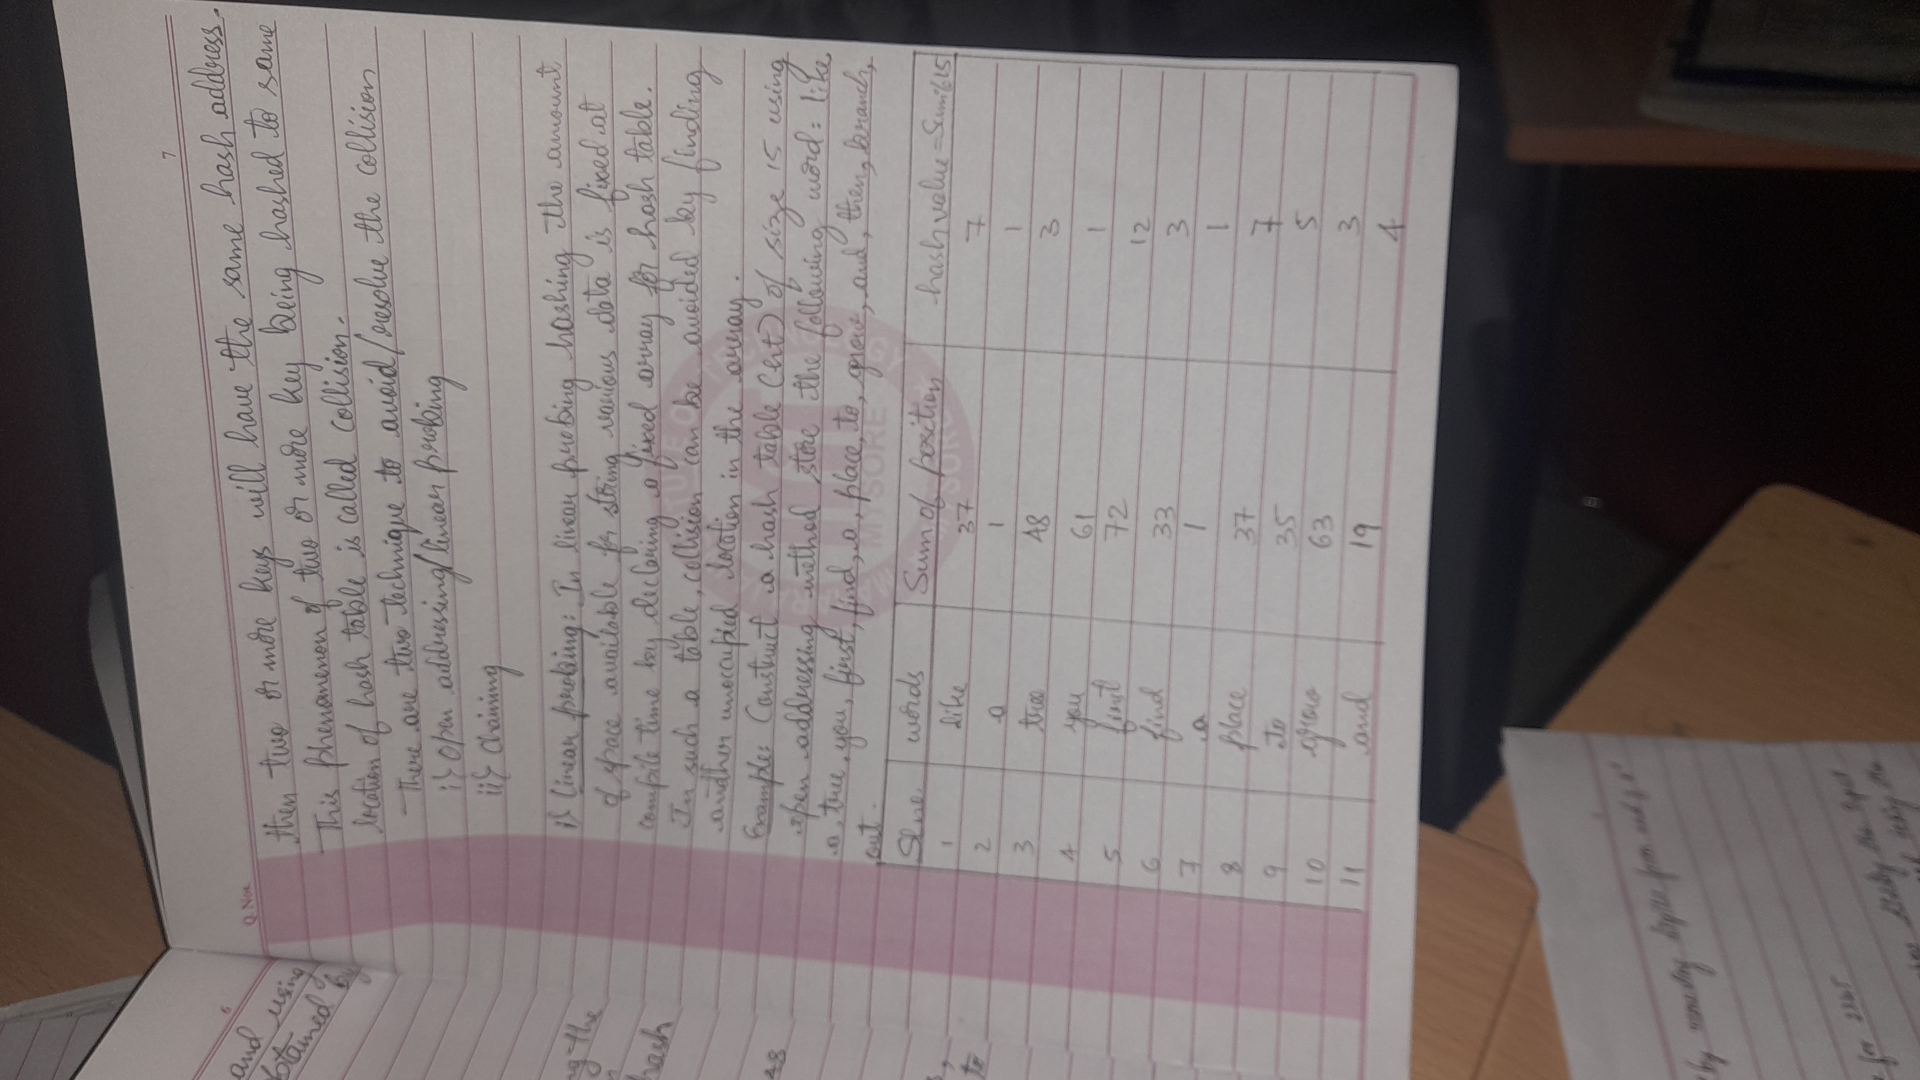 7
Q.No.
then two or more keys will have the same hash address.
This phenomenon of two or more key being hashed to same
location of hash table is called collision.
There are two technique to avoid/resolve the collision
i) Open addressing/linear probing
ii) Chaining
i) Linear probing: In linear probing hashing the amount
of space available for string various data is fixed at
compile time by declaring a fixed array for hash table.
In such a table, collision can be avoided by finding
another unoccupied location in the array.
Example: Construct a hash table (ht) of size 15 using
open addressing method store the following word: like
a, tree, you, first, find, a, place, to, grow, and, then, branch,
out.
Slno. words Sum of position hash value = Sum%15
1 like 37 7
2 a 1 1
3 tree 48 3
4 you 61 1
5 first 72 12
6 find 33 3
7 a 1 1
8 place 37 7
9 to 35 5
10 grow 63 3
11 and 19 4
6
and using
obtained by
hash
48
to
MYSORE